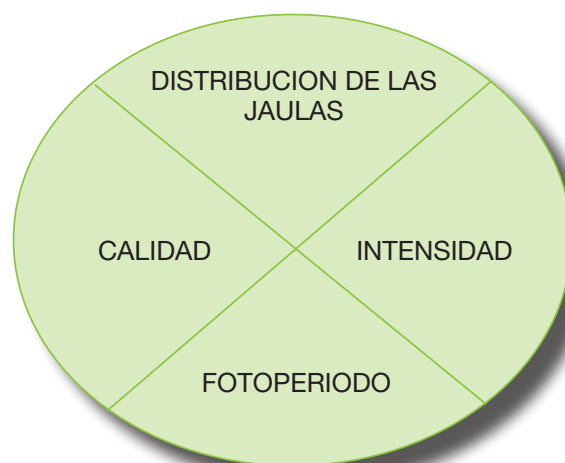 DISTRIBUCION DE LAS
JAULAS
CALIDAD
INTENSIDAD
FOTOPERIODO